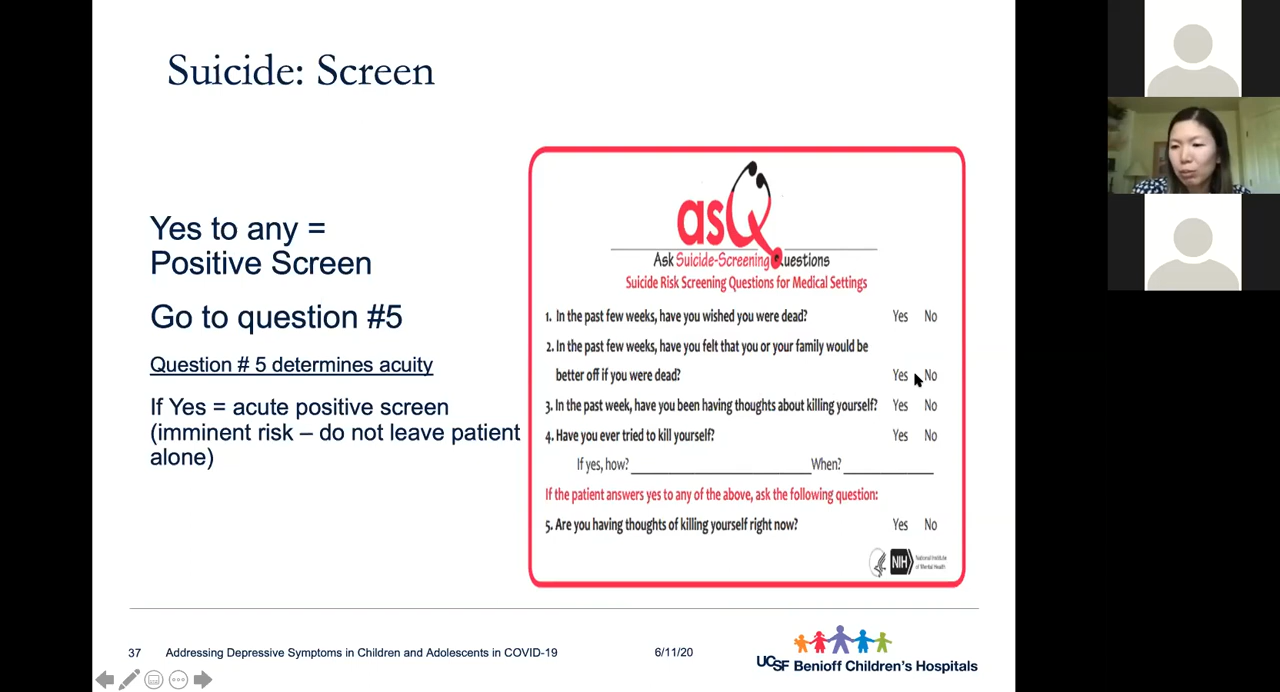 Suicide: Screen
Yes to any =
Positive Screen
Go to question #5
Question # 5 determines acuity
If Yes = acute positive screen
(imminent risk – do not leave patient
alone)
asQ
Ask Suicide-Screening Questions
Suicide Risk Screening Questions for Medical Settings
1. In the past few weeks, have you wished you were dead? Yes No
2. In the past few weeks, have you felt that you or your family would be
better off if you were dead? Yes No
3. In the past week, have you been having thoughts about killing yourself? Yes No
4. Have you ever tried to kill yourself? Yes No
If yes, how? When?
If the patient answers yes to any of the above, ask the following question:
5. Are you having thoughts of killing yourself right now? Yes No
NIH National Institute
of Mental Health
37 Addressing Depressive Symptoms in Children and Adolescents in COVID-19 6/11/20
UCSF Benioff Children's Hospitals